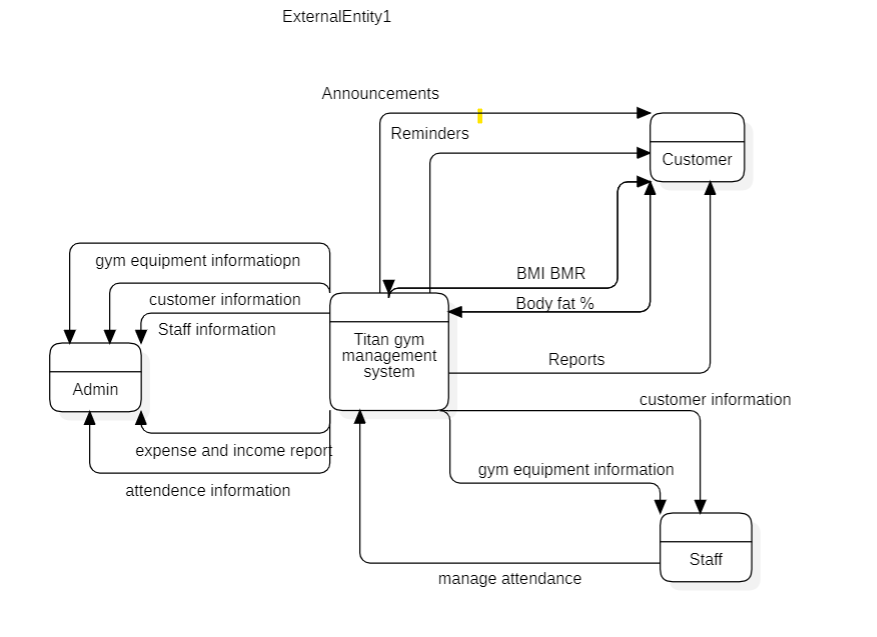 ExternalEntity1
Announcements
Reminders
Customer
gym equipment informatiopn
customer information
Staff information
BMI BMR
Body fat %
Titan gym
management
system
Reports
Admin
customer information
expense and income report
gym equipment information
attendence information
Staff
manage attendance